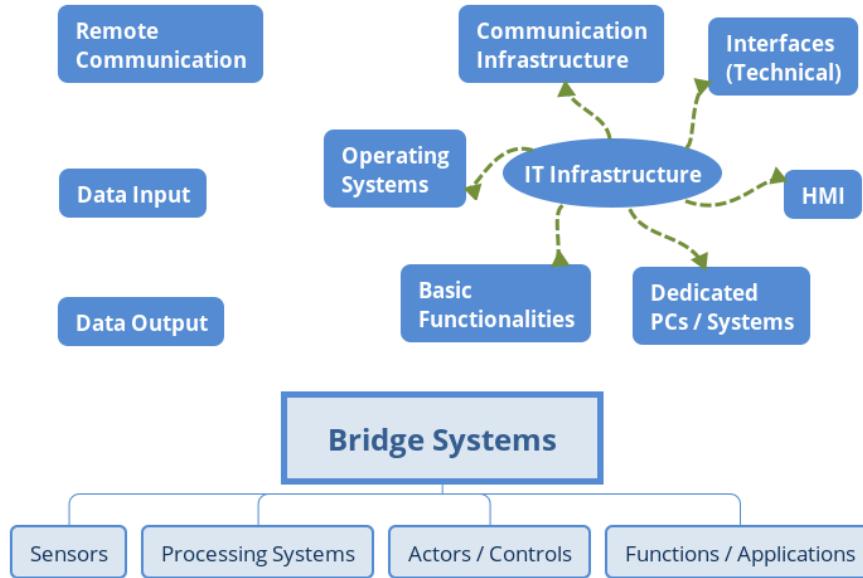 Remote
Communication
Communication
Infrastructure
Interfaces
(Technical)
Operating
Systems
IT Infrastructure
Data Input
HMI
Basic
Functionalities
Dedicated
PCs / Systems
Data Output
Bridge Systems
Sensors
Processing Systems
Actors / Controls
Functions / Applications